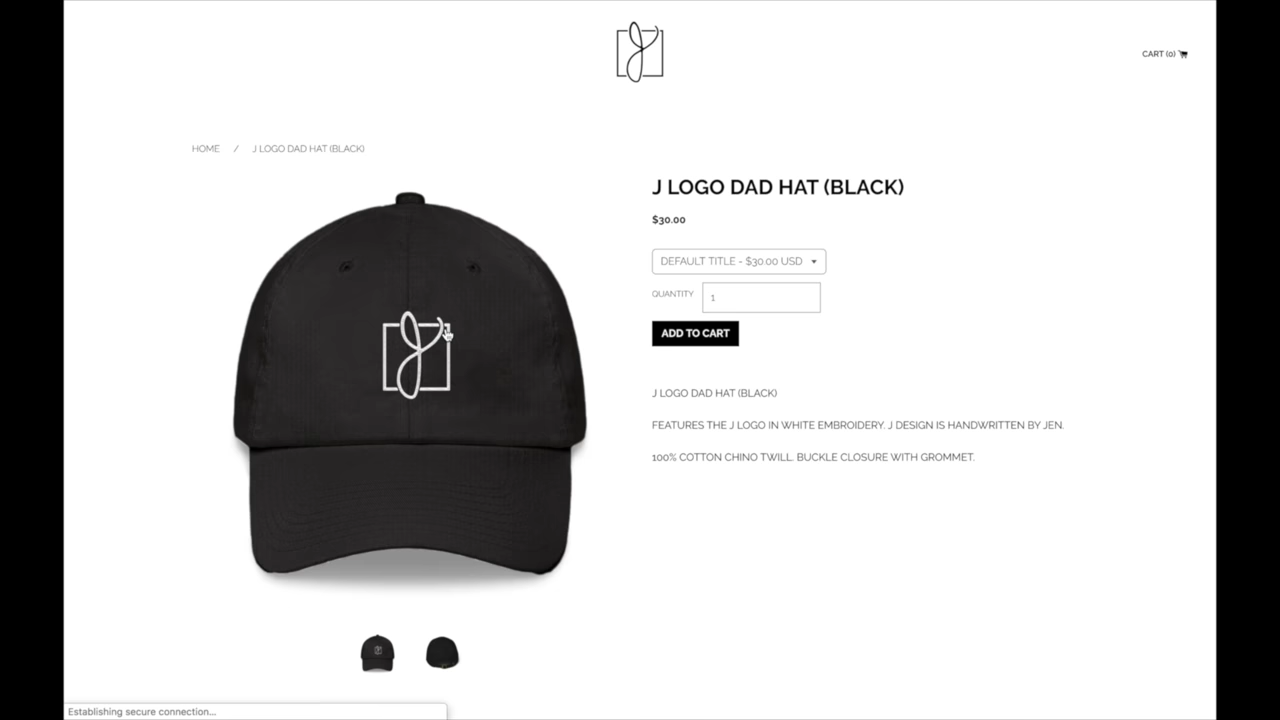 CART (0)
HOME / J LOGO DAD HAT (BLACK)
J LOGO DAD HAT (BLACK)
$30.00
DEFAULT TITLE - $30.00 USD
QUANTITY 1
ADD TO CART
J LOGO DAD HAT (BLACK)
FEATURES THE J LOGO IN WHITE EMBROIDERY. J DESIGN IS HANDWRITTEN BY JEN.
100% COTTON CHINO TWILL. BUCKLE CLOSURE WITH GROMMET.
Establishing secure connection...